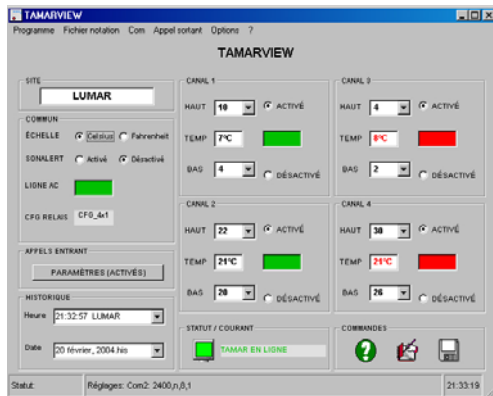 TAMARVIEW
Programme Fichier notation Com Appel sortant Options ?
TAMARVIEW
SITE
LUMAR
COMMUN
ÉCHELLE Celsius Fahrenheit
SONALERT Activé Désactivé
LIGNE AC
CFG RELAIS CFG_4x1
APPELS ENTRANT
PARAMÈTRES (ACTIVÉS)
HISTORIQUE
Heure 21:32:57 LUMAR
Date 20 février, 2004.his
CANAL 1
HAUT 10 ACTIVÉ
TEMP 7°C
BAS 4 DÉSACTIVÉ
CANAL 2
HAUT 22 ACTIVÉ
TEMP 21°C
BAS 20 DÉSACTIVÉ
STATUT / COURANT
TAMAR EN LIGNE
CANAL 3
HAUT 4 ACTIVÉ
TEMP 0°C
BAS 2 DÉSACTIVÉ
CANAL 4
HAUT 30 ACTIVÉ
TEMP 21°C
BAS 26 DÉSACTIVÉ
COMMANDES
Statut: Réglages: Com2: 2400,n,8,1 21:33:19